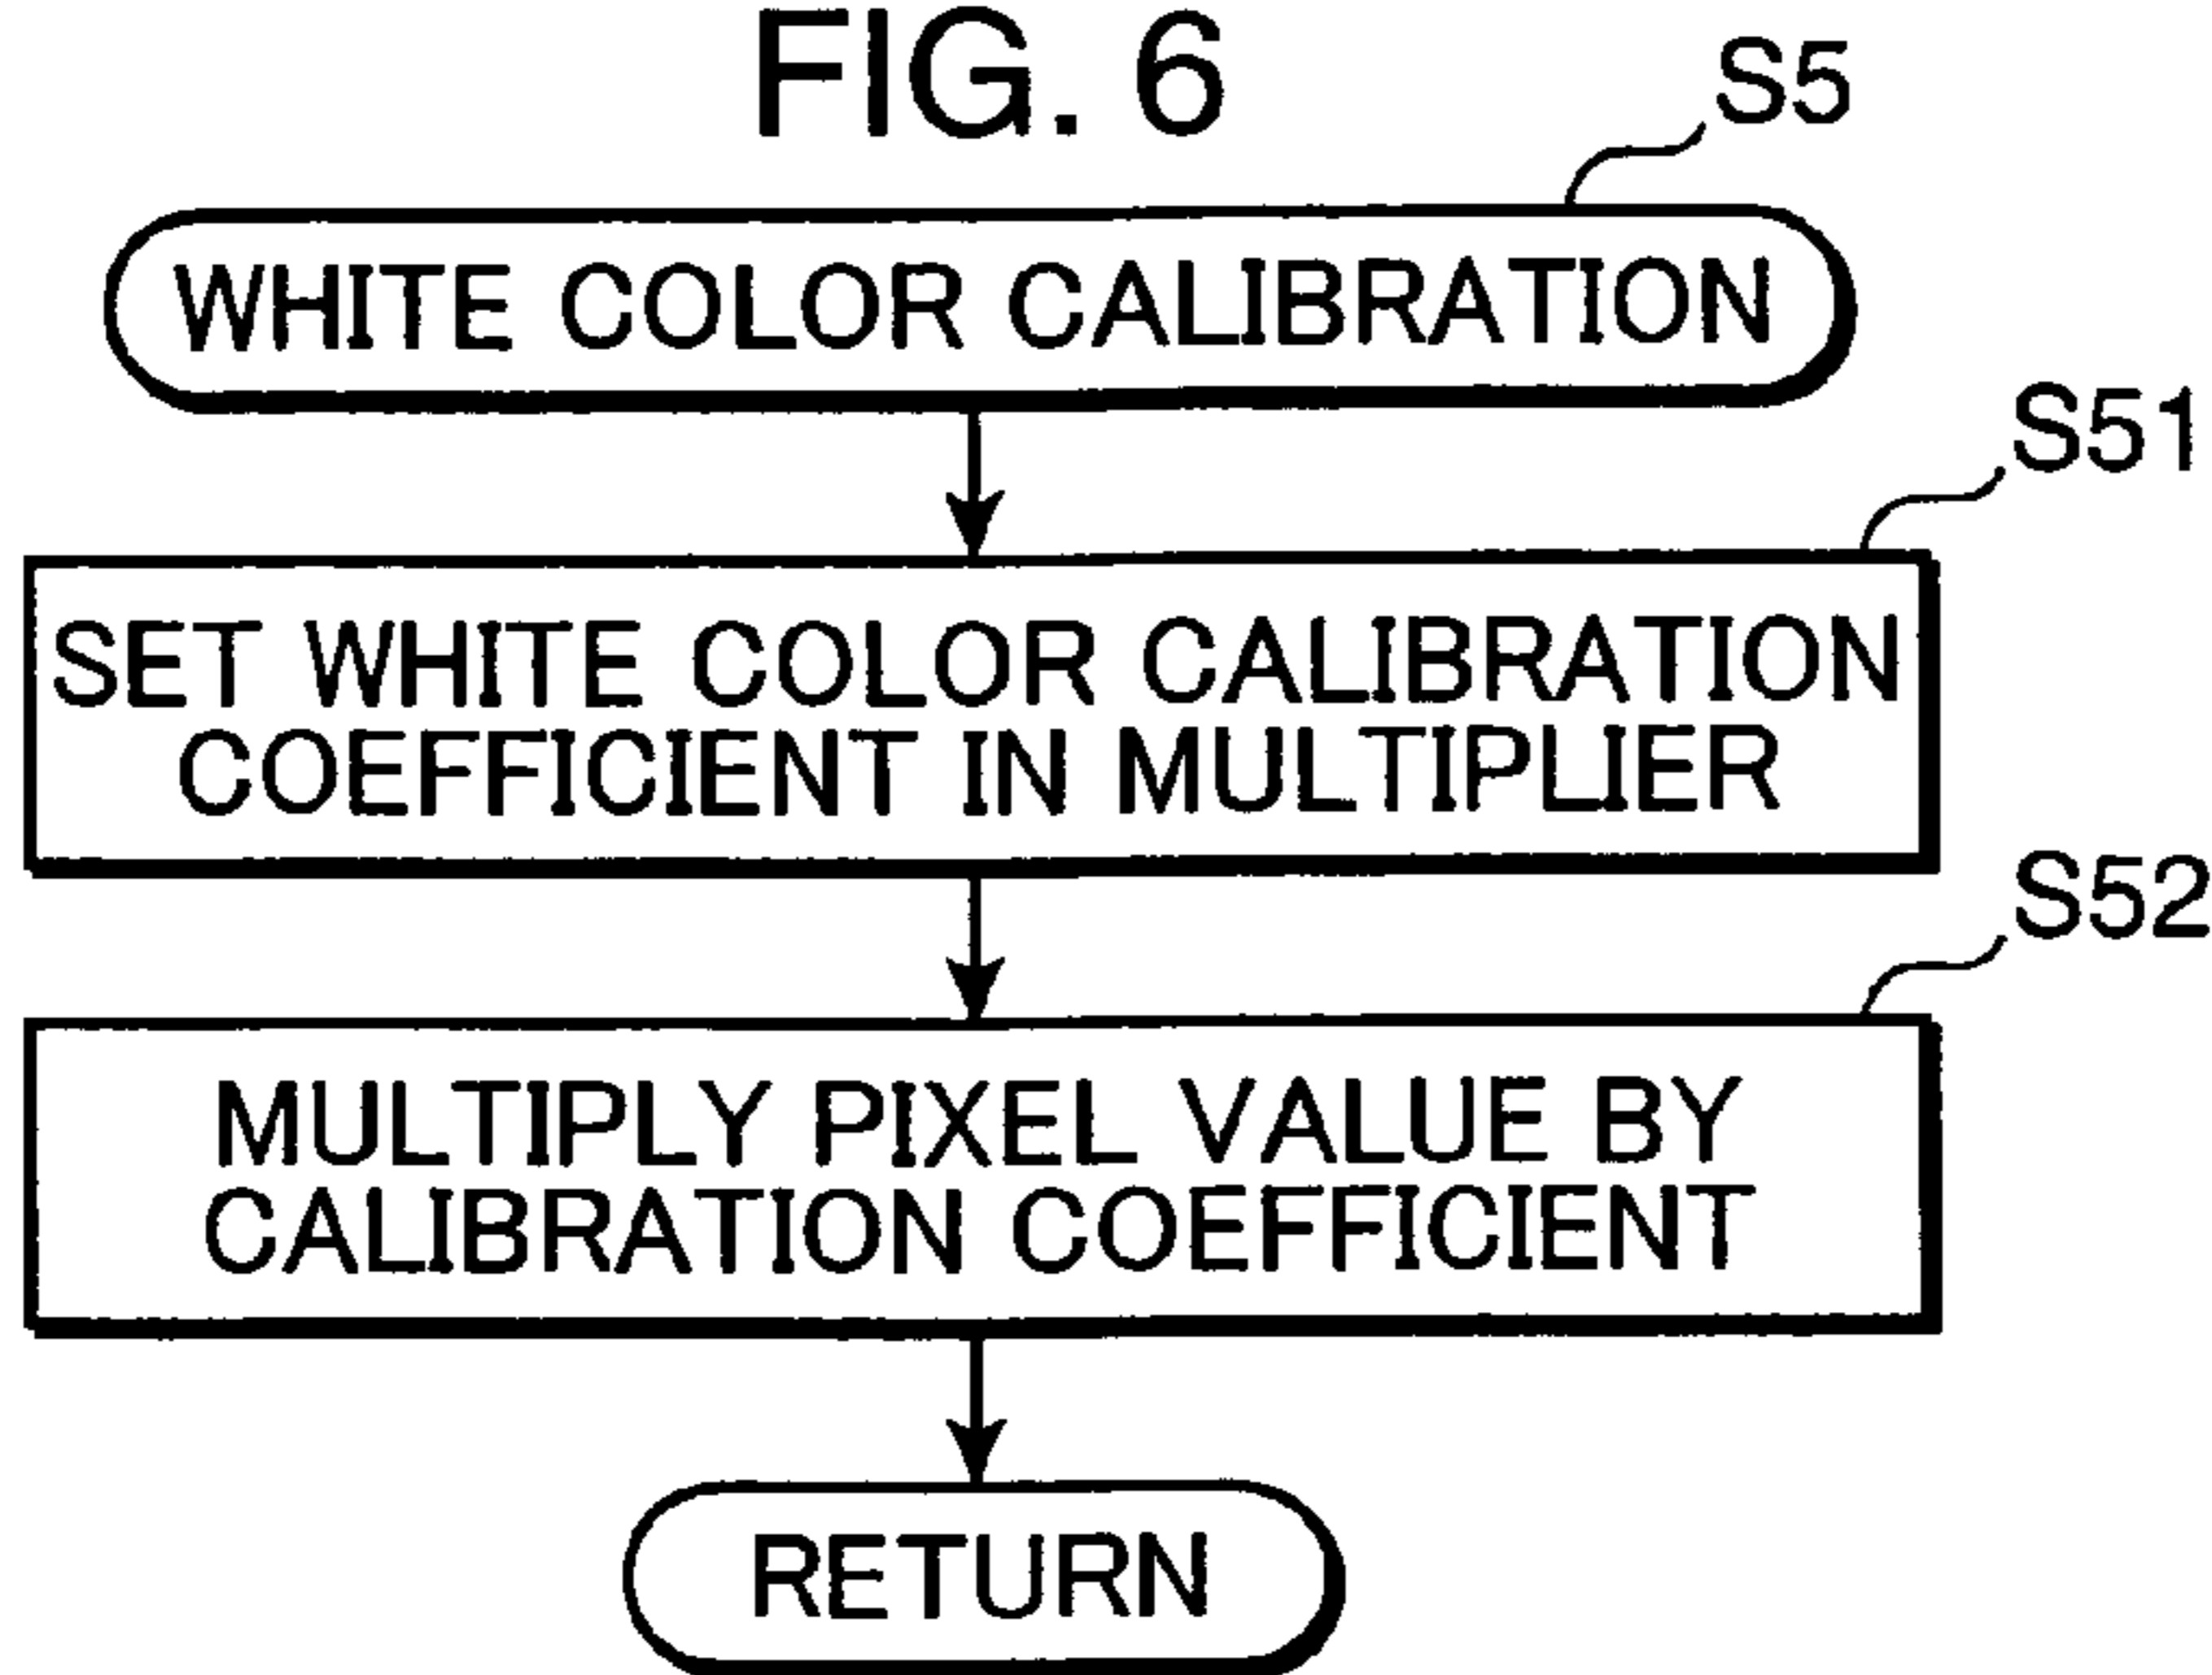 FIG. 6
S5
WHITE COLOR CALIBRATION
S51
SET WHITE COLOR CALIBRATION
COEFFICIENT IN MULTIPLIER
S52
MULTIPLY PIXEL VALUE BY
CALIBRATION COEFFICIENT
RETURN